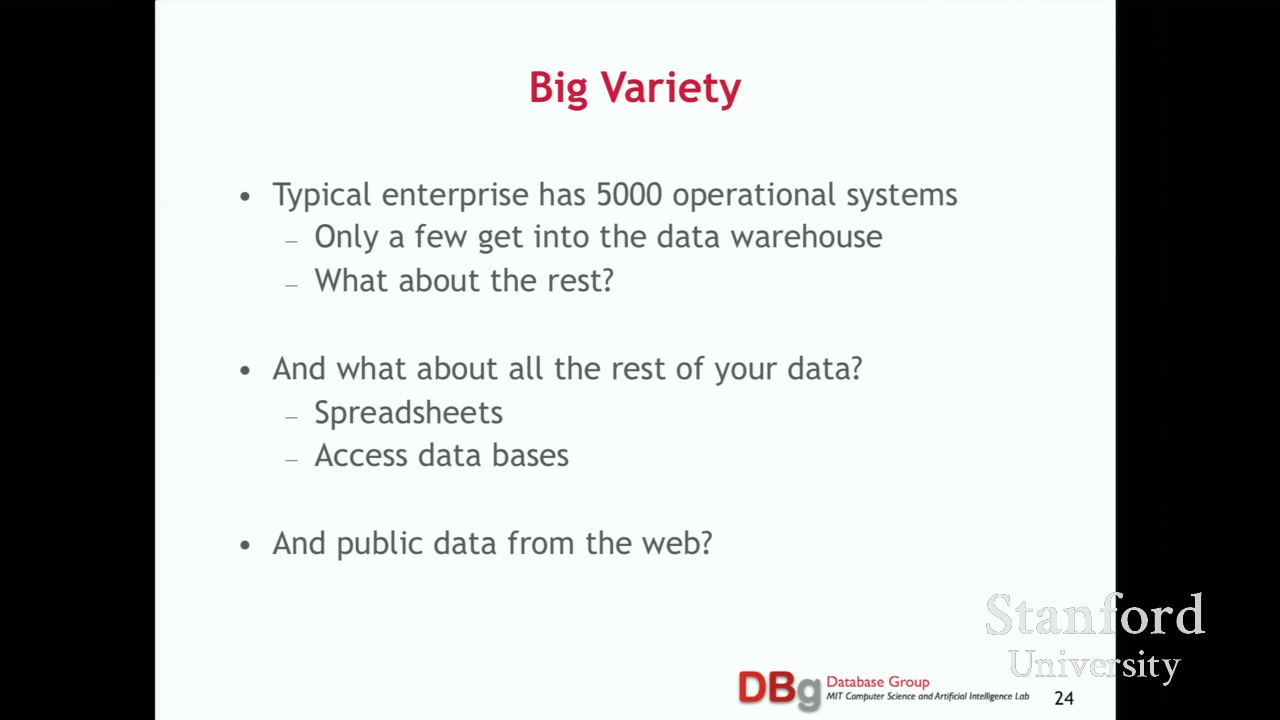 Big Variety
• Typical enterprise has 5000 operational systems
– Only a few get into the data warehouse
– What about the rest?
• And what about all the rest of your data?
– Spreadsheets
– Access data bases
• And public data from the web?
Stanford
University
DBg Database Group
MIT Computer Science and Artificial Intelligence Lab
24